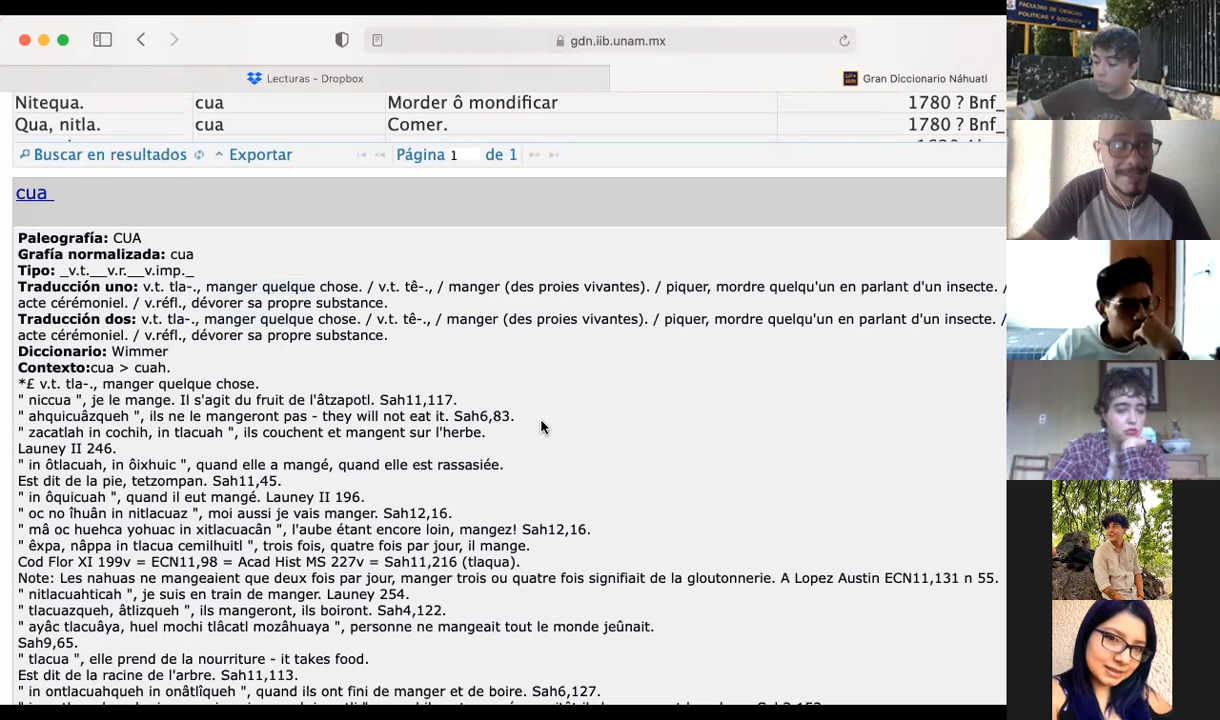 gdn.iib.unam.mx
Lecturas - Dropbox
Gran Diccionario Náhuatl
Nitequa. cua Morder ô mondificar 1780 ? Bnf_
Qua, nitla. cua Comer. 1780 ? Bnf_
Buscar en resultados Exportar Página 1 de 1
cua
Paleografía: CUA
Grafía normalizada: cua
Tipo: _v.t.__v.r.__v.imp._
Traducción uno: v.t. tla-., manger quelque chose. / v.t. tê-., / manger (des proies vivantes). / piquer, mordre quelqu'un en parlant d'un insecte. /
acte cérémoniel. / v.réfl., dévorer sa propre substance.
Traducción dos: v.t. tla-., manger quelque chose. / v.t. tê-., / manger (des proies vivantes). / piquer, mordre quelqu'un en parlant d'un insecte. /
acte cérémoniel. / v.réfl., dévorer sa propre substance.
Diccionario: Wimmer
Contexto:cua > cuah.
*£ v.t. tla-., manger quelque chose.
" niccua ", je le mange. Il s'agit du fruit de l'âtzapotl. Sah11,117.
" ahquicuâzqueh ", ils ne le mangeront pas - they will not eat it. Sah6,83.
" zacatlah in cochih, in tlacuah ", ils couchent et mangent sur l'herbe.
Launey II 246.
" in ôtlacuah, in ôixhuic ", quand elle a mangé, quand elle est rassasiée.
Est dit de la pie, tetzompan. Sah11,45.
" in ôquicuah ", quand il eut mangé. Launey II 196.
" oc no îhuân in nitlacuaz ", moi aussi je vais manger. Sah12,16.
" mâ oc huehca yohuac in xitlacuacân ", l'aube étant encore loin, mangez! Sah12,16.
" êxpa, nâppa in tlacua cemilhuitl ", trois fois, quatre fois par jour, il mange.
Cod Flor XI 199v = ECN11,98 = Acad Hist MS 227v = Sah11,216 (tlaqua).
Note: Les nahuas ne mangeaient que deux fois par jour, manger trois ou quatre fois signifiait de la gloutonnerie. A Lopez Austin ECN11,131 n 55.
" nitlacuahticah ", je suis en train de manger. Launey 254.
" tlacuazqueh, âtlizqueh ", ils mangeront, ils boiront. Sah4,122.
" ayâc tlacuâya, huel mochi tlâcatl mozâhuaya ", personne ne mangeait tout le monde jeûnait.
Sah9,65.
" tlacua ", elle prend de la nourriture - it takes food.
Est dit de la racine de l'arbre. Sah11,113.
" in ontlacuahqueh in onâtlîqueh ", quand ils ont fini de manger et de boire. Sah6,127.
FACULTAD DE CIENCIAS
POLITICAS Y SOCIALES